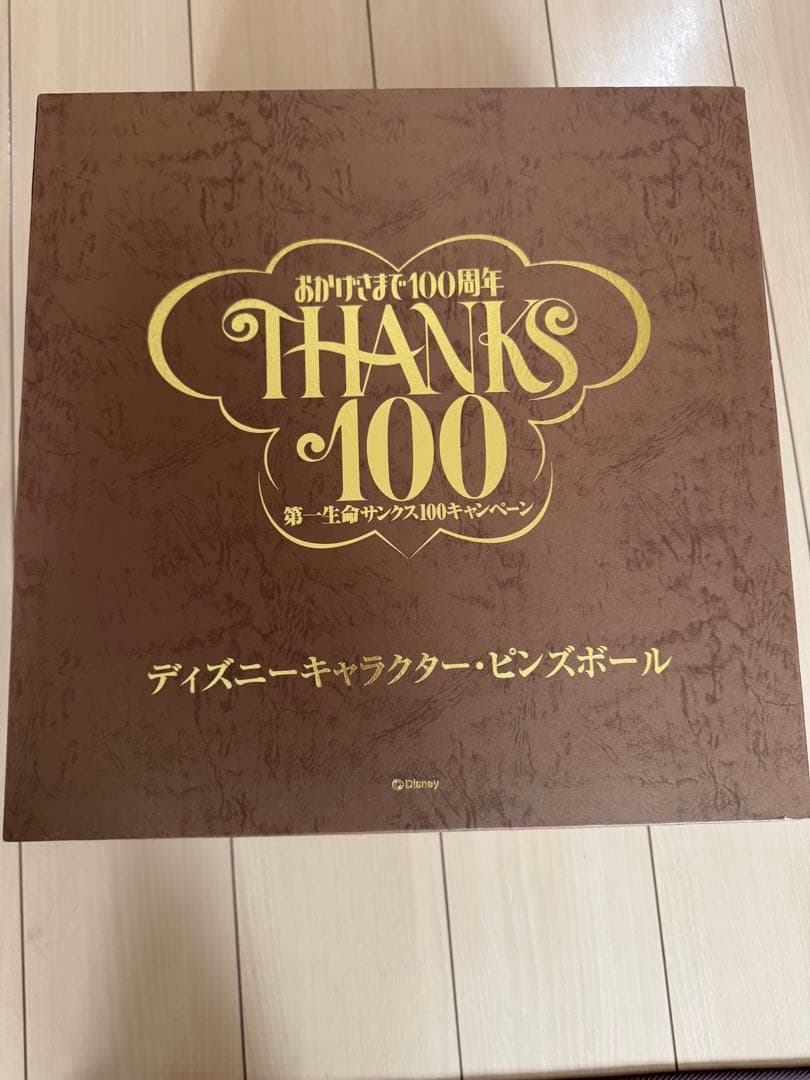 おかげさまで100周年
THANKS
100
第一生命サンクス100キャンペーン
ディズニーキャラクター・ピンズボール
©Disney